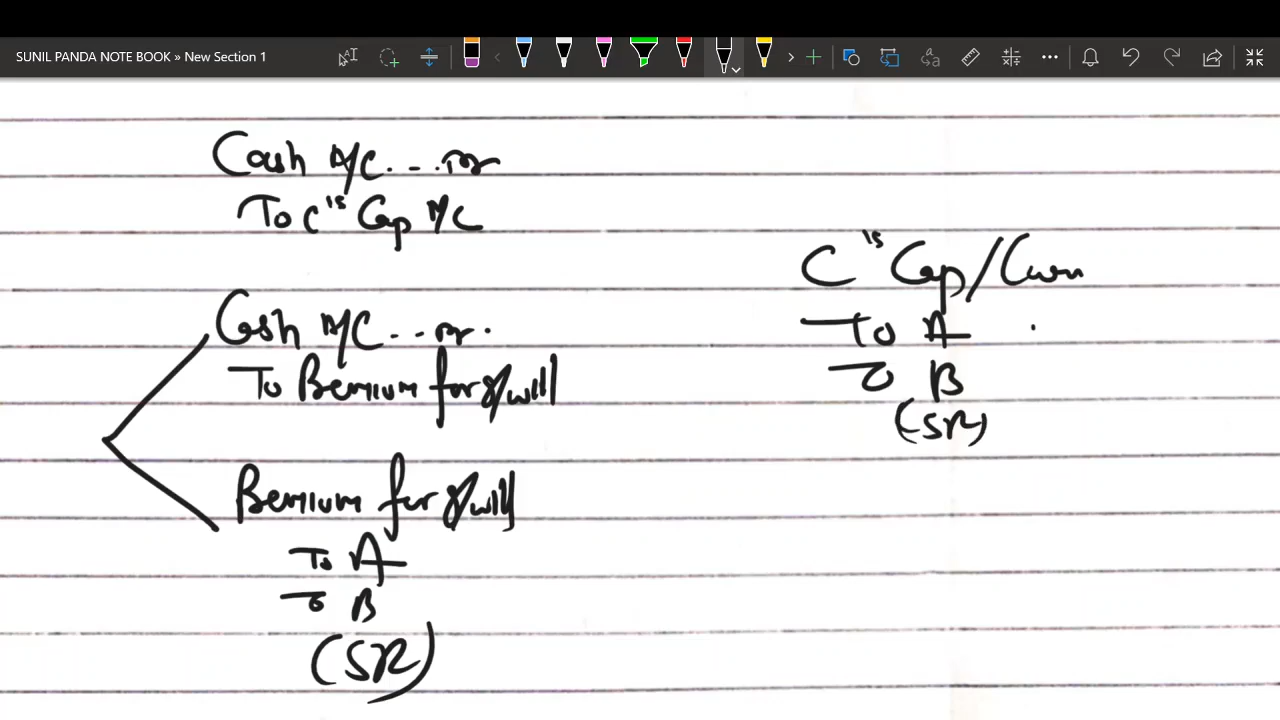 SUNIL PANDA NOTE BOOK » New Section 1
Cash A/C...Dr
To C's Cap A/C
Cash A/C...Dr.
To Premium for g/will
Premium for g/will
To A
To B
(SR)
C's Cap/Curr
To A
To B
(SR)